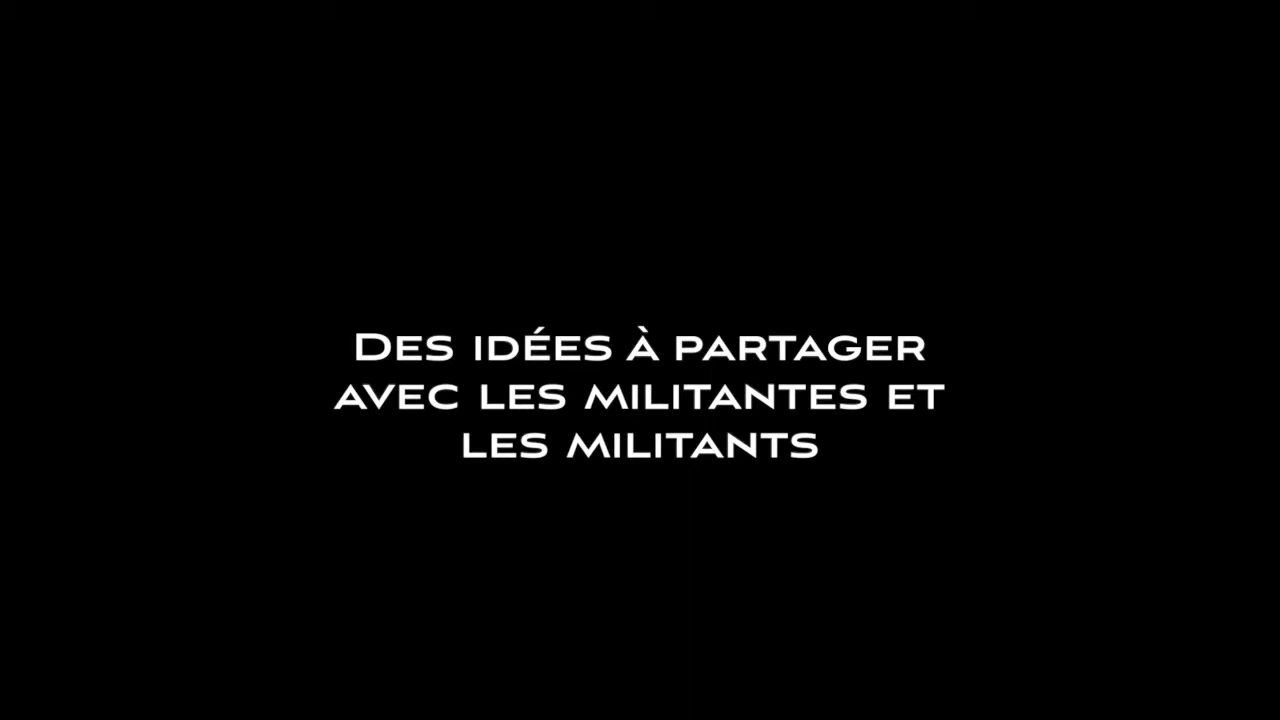 Des idées à partager
avec les militantes et
les militants